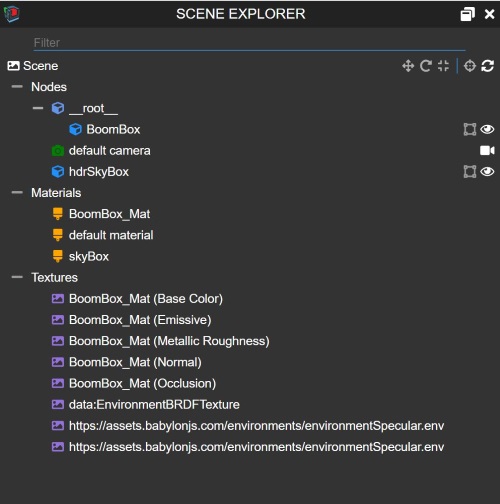 SCENE EXPLORER
Filter
Scene
Nodes
__root__
BoomBox
default camera
hdrSkyBox
Materials
BoomBox_Mat
default material
skyBox
Textures
BoomBox_Mat (Base Color)
BoomBox_Mat (Emissive)
BoomBox_Mat (Metallic Roughness)
BoomBox_Mat (Normal)
BoomBox_Mat (Occlusion)
data:EnvironmentBRDFTexture
https://assets.babylonjs.com/environments/environmentSpecular.env
https://assets.babylonjs.com/environments/environmentSpecular.env